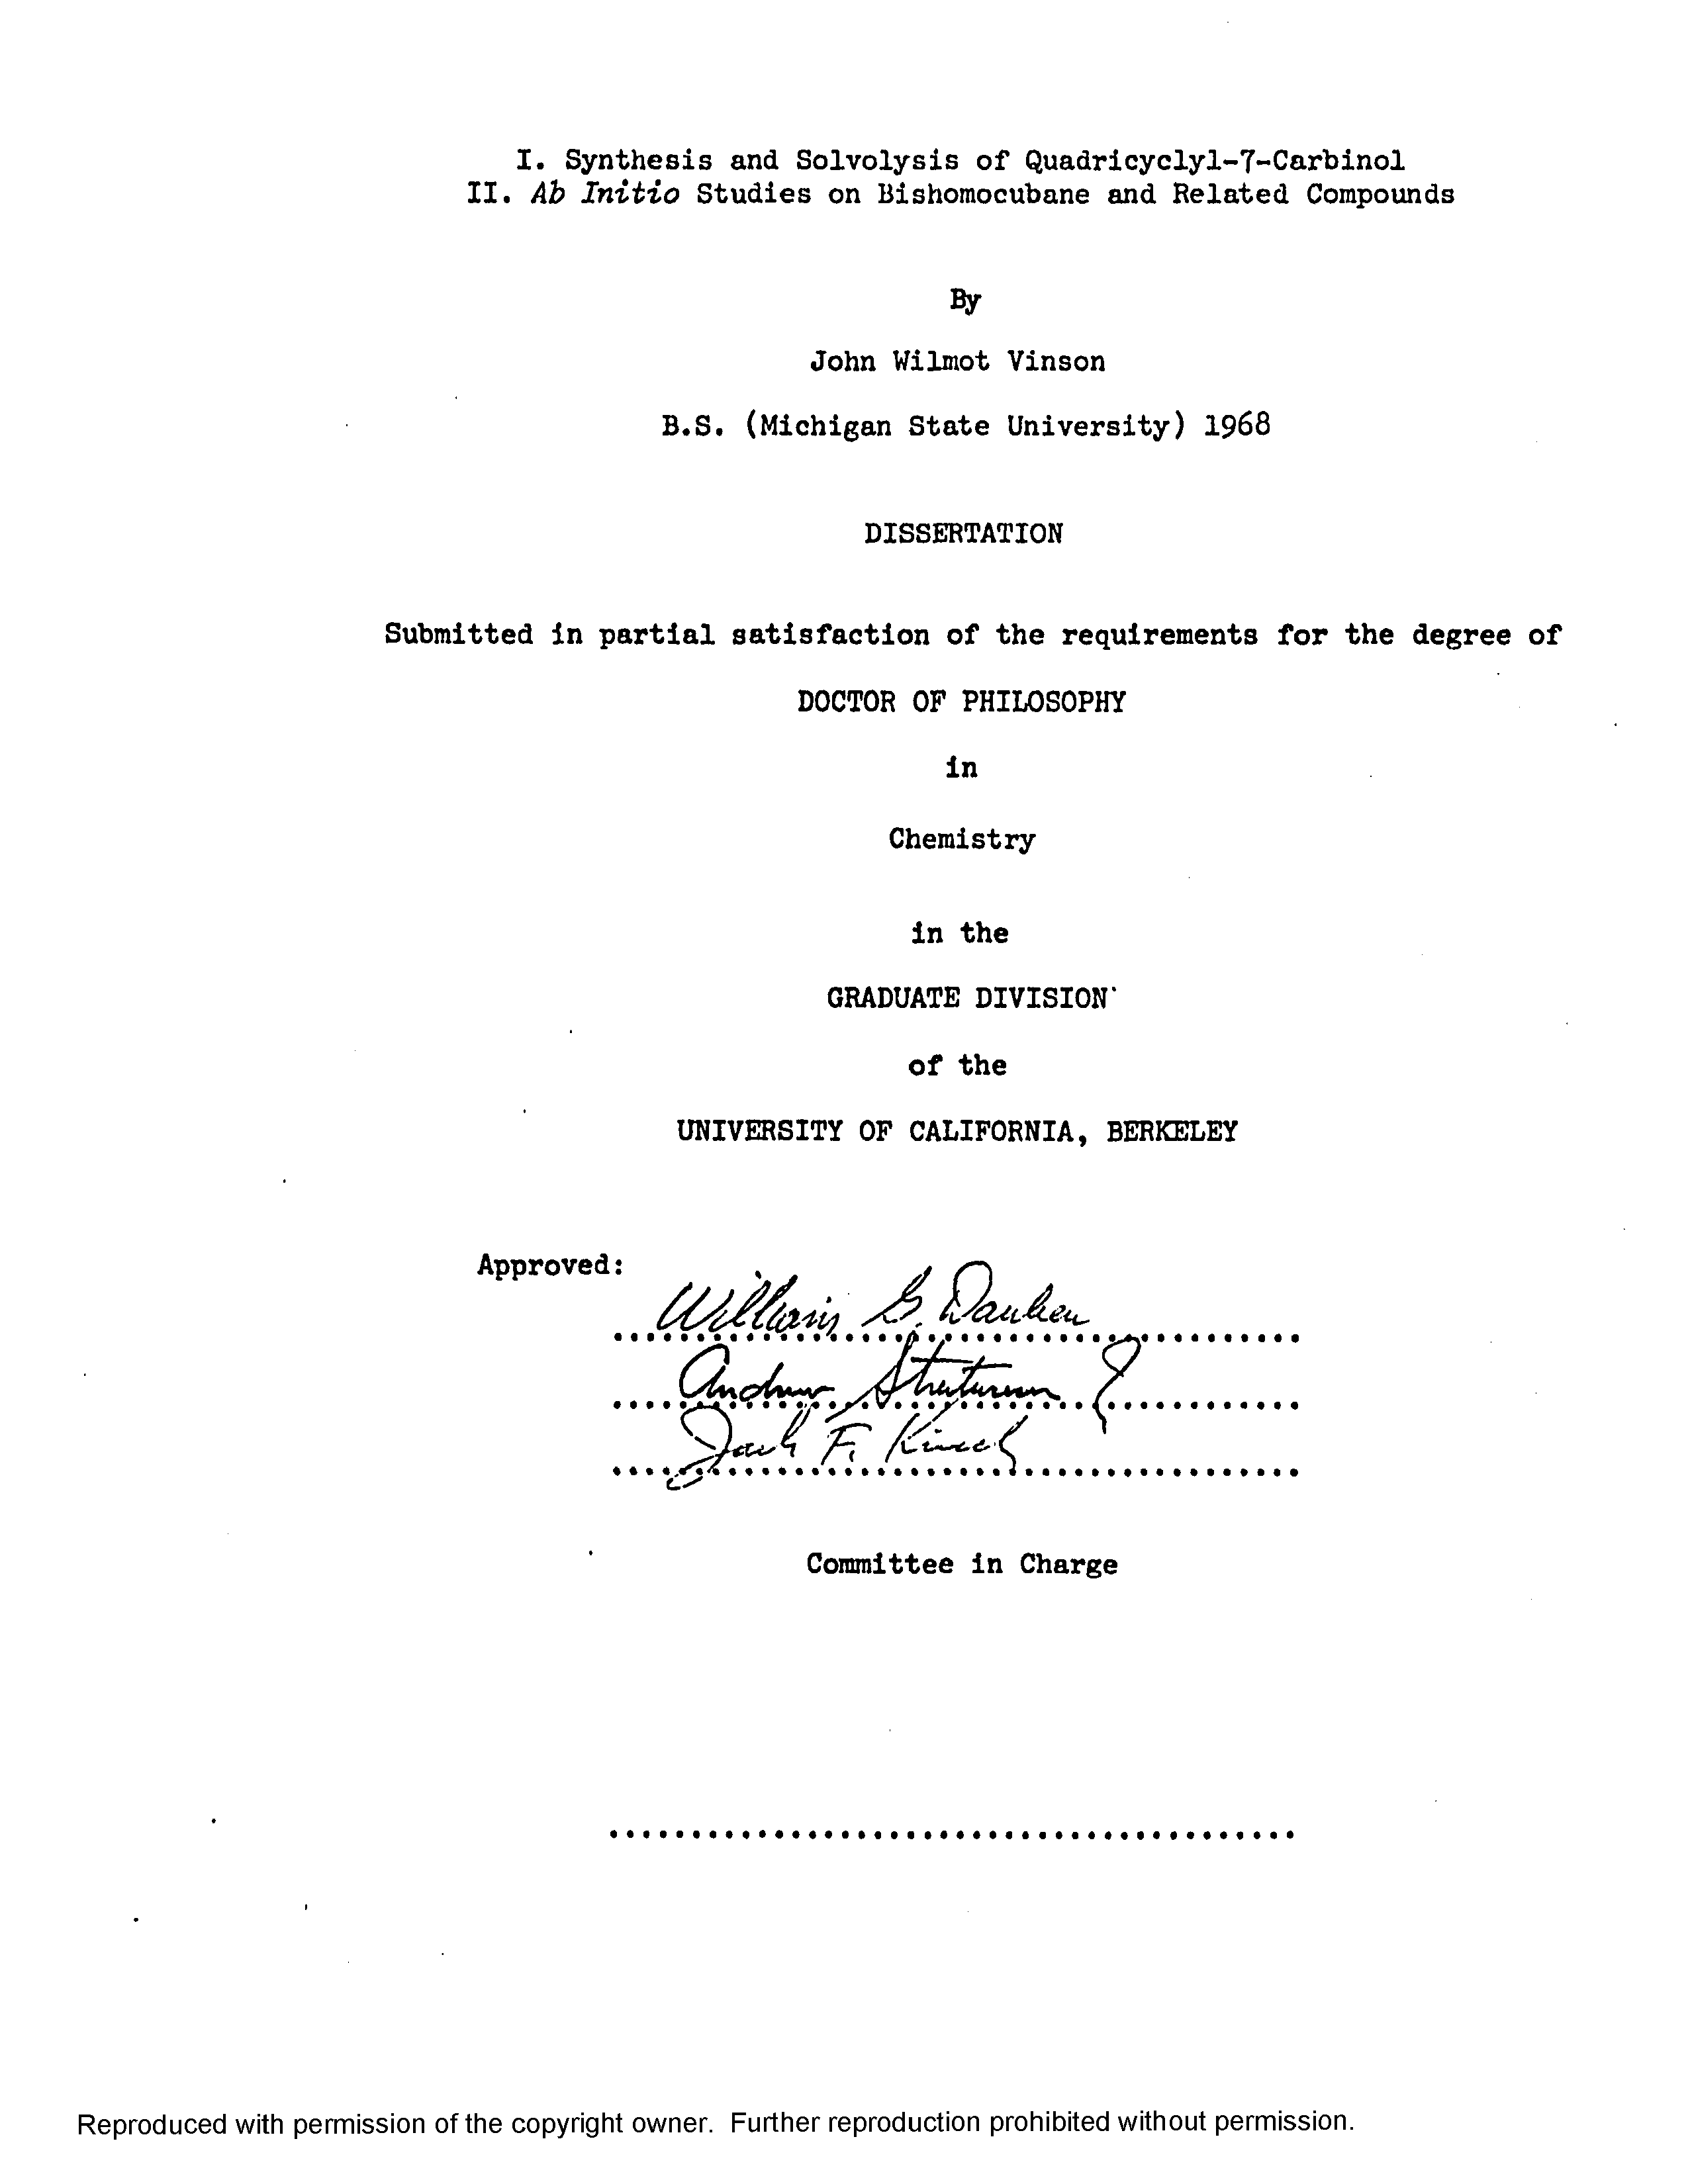 I. Synthesis and Solvolysis of Quadricyclyl-7-Carbinol
II. Ab Initio Studies on Bishomocubane and Related Compounds
By
John Wilmot Vinson
B.S. (Michigan State University) 1968
DISSERTATION
Submitted in partial satisfaction of the requirements for the degree of
DOCTOR OF PHILOSOPHY
in
Chemistry
in the
GRADUATE DIVISION
of the
UNIVERSITY OF CALIFORNIA, BERKELEY
Approved:
William G. Dauben
Andrew Streitwieser
Jack F. Kirsch
Committee in Charge
Reproduced with permission of the copyright owner. Further reproduction prohibited without permission.